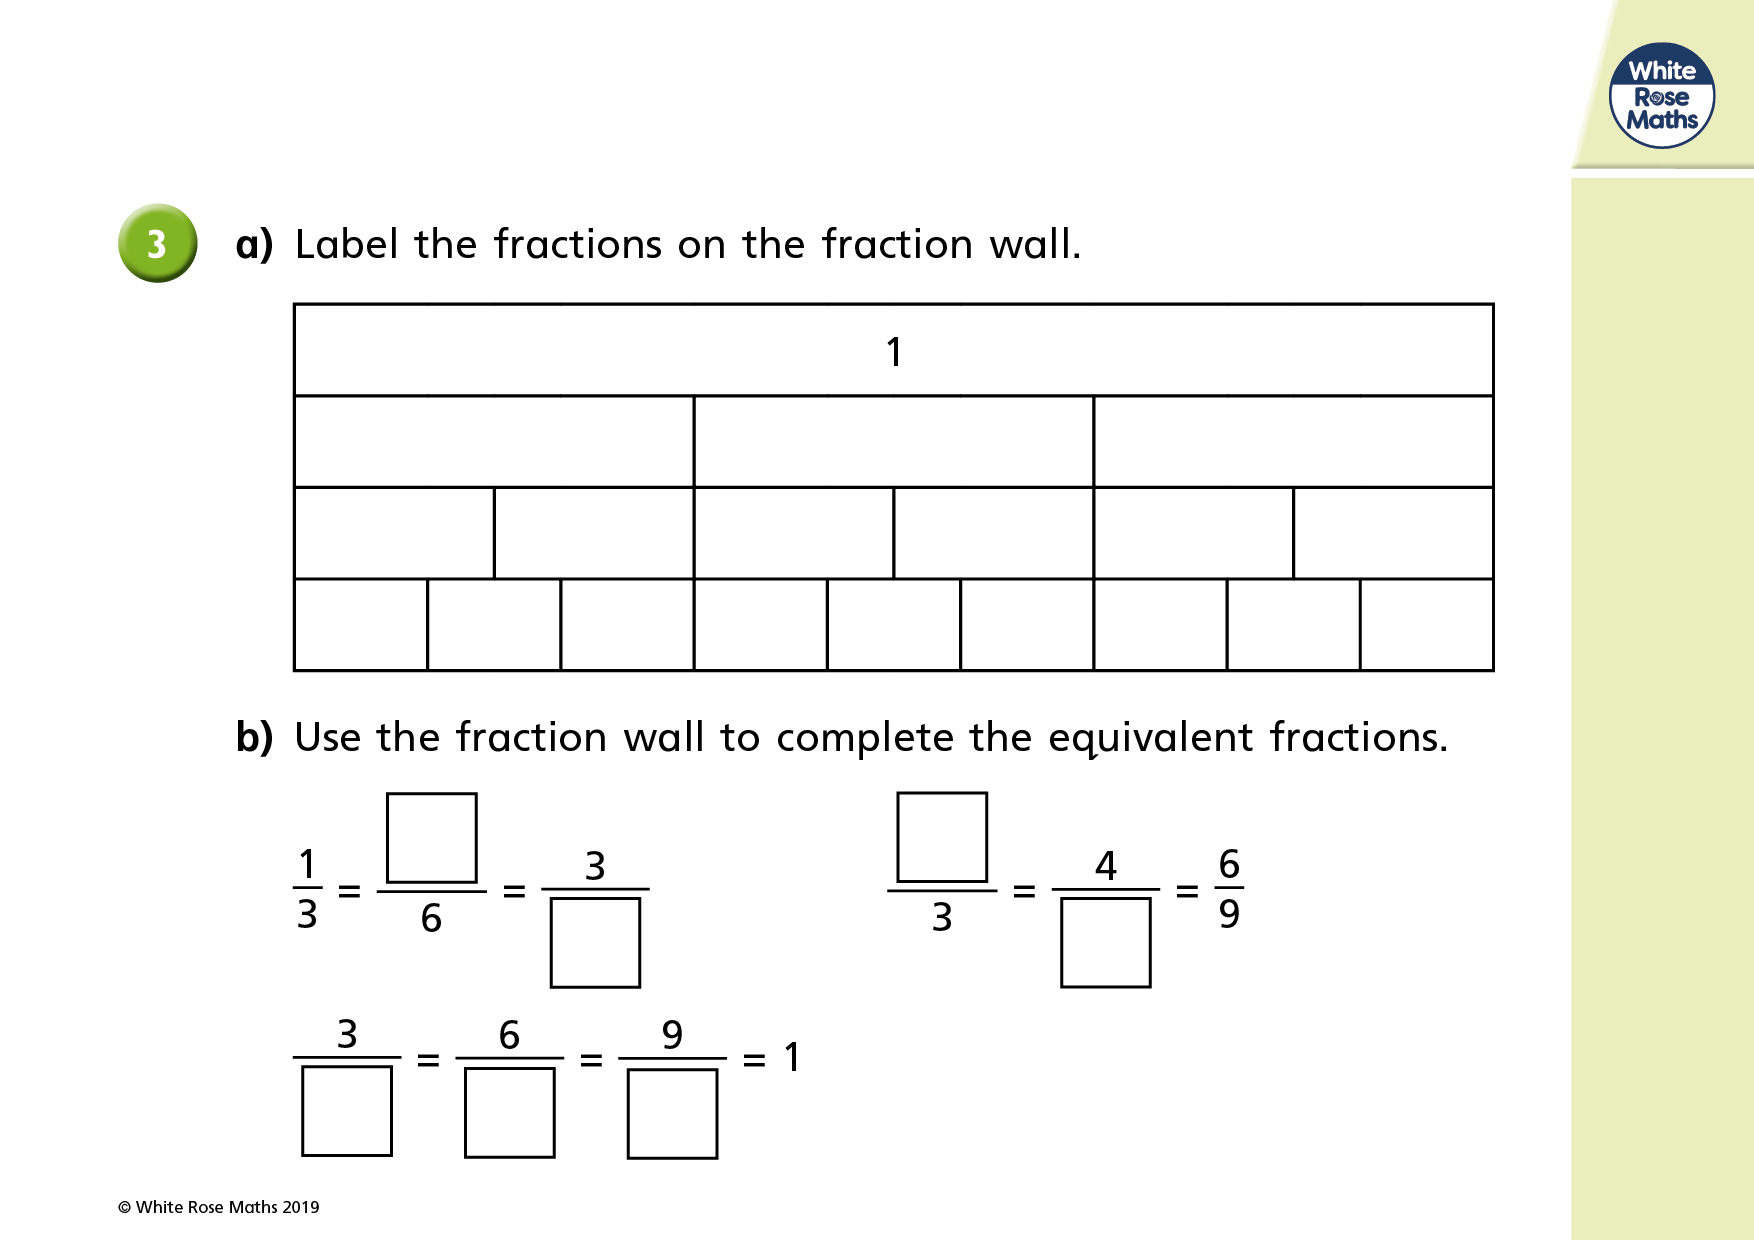 White
Rose
Maths
3 a) Label the fractions on the fraction wall.
1
b) Use the fraction wall to complete the equivalent fractions.
1/3 = □/6 = 3/□
□/3 = 4/□ = 6/9
3/□ = 6/□ = 9/□ = 1
© White Rose Maths 2019